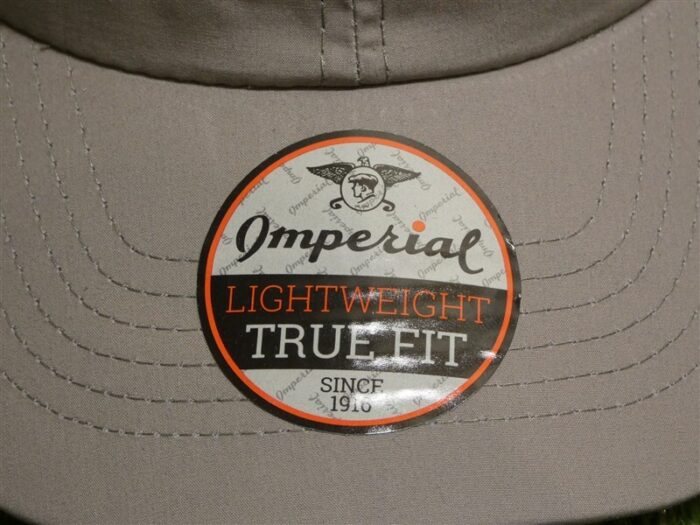 Imperial
LIGHTWEIGHT
TRUE FIT
SINCE
1916